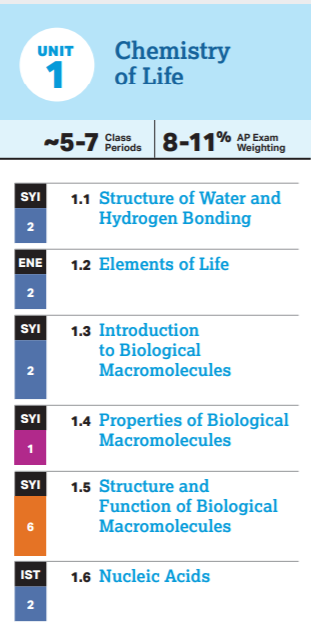 UNIT
1
Chemistry
of Life
~5-7 Class
Periods
8-11% AP Exam
Weighting
SYI
2
1.1 Structure of Water and
Hydrogen Bonding
ENE
2
1.2 Elements of Life
SYI
2
1.3 Introduction
to Biological
Macromolecules
SYI
1
1.4 Properties of Biological
Macromolecules
SYI
6
1.5 Structure and
Function of Biological
Macromolecules
IST
2
1.6 Nucleic Acids